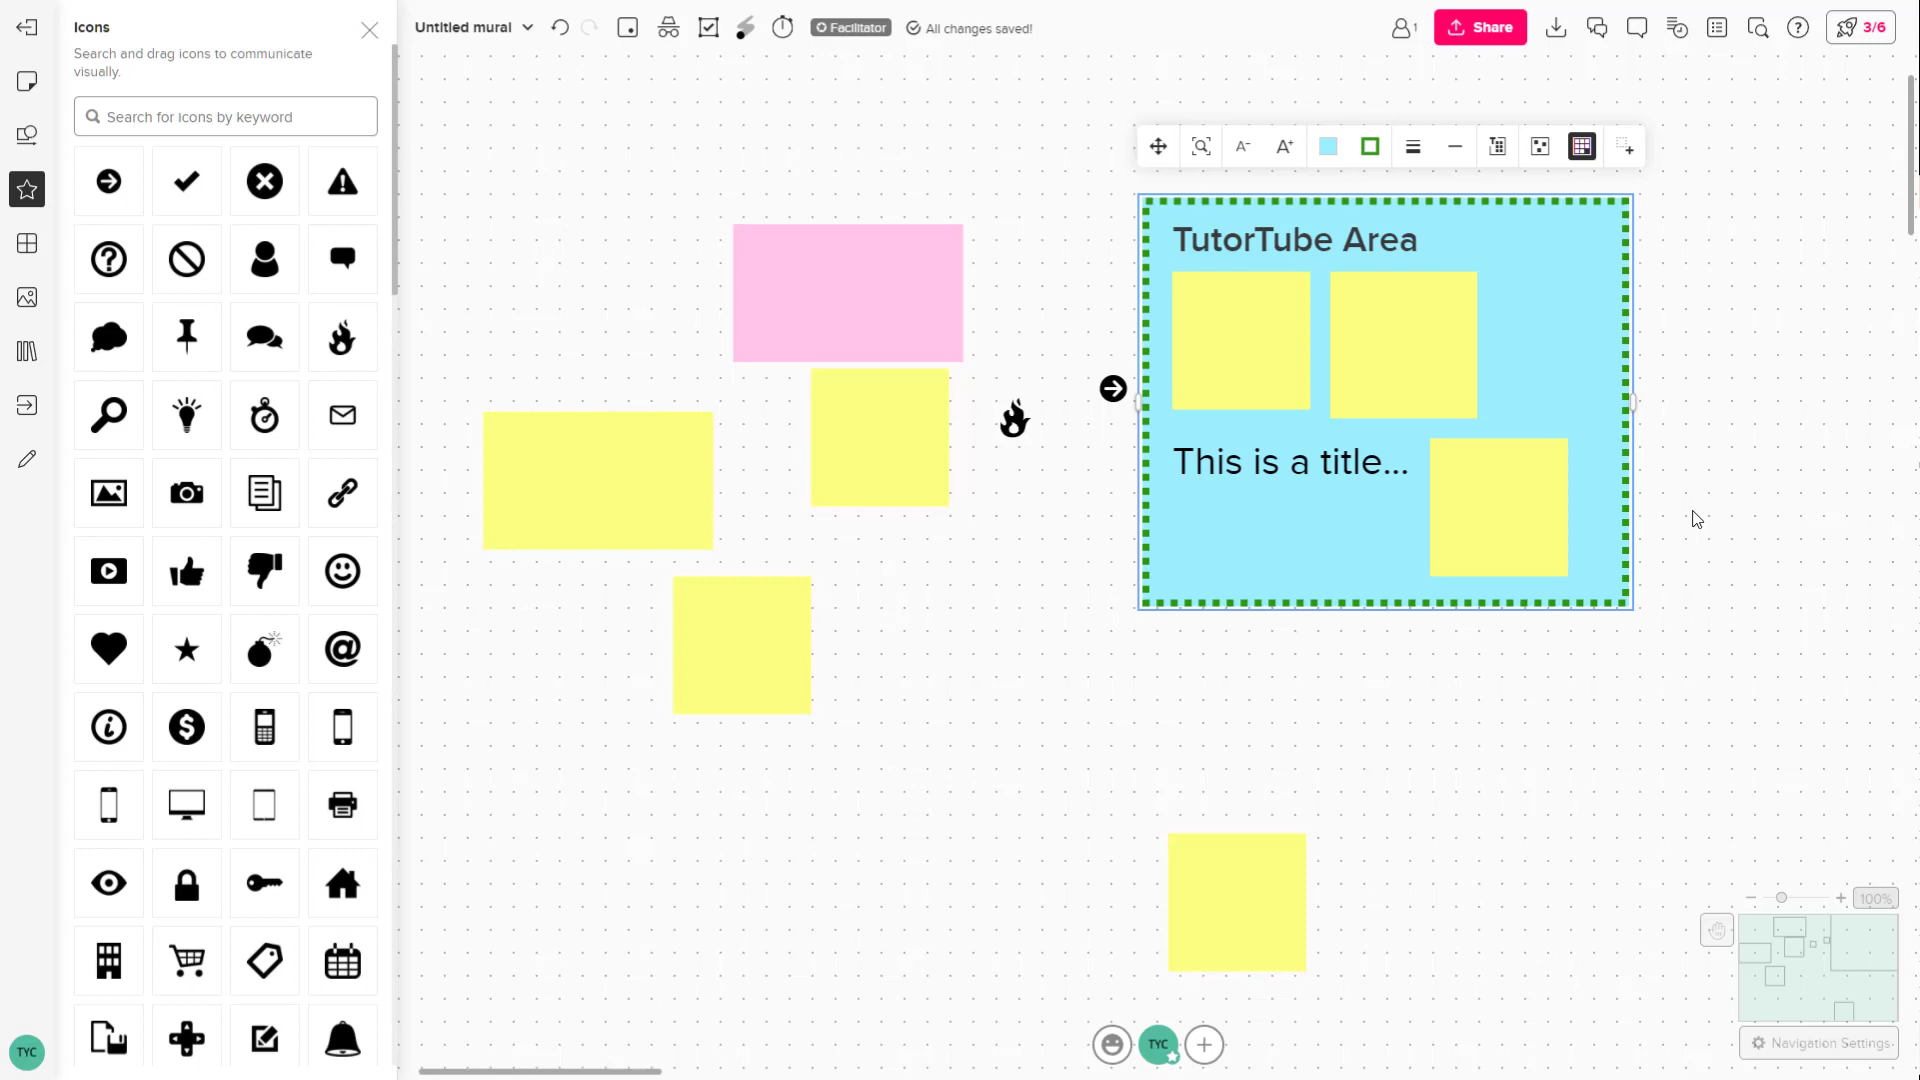 Icons
Search and drag icons to communicate
visually.
Search for icons by keyword
Untitled mural
Facilitator
All changes saved!
1
Share
3/6
A-
A+
TutorTube Area
This is a title...
100%
Navigation Settings
TYC
TYC